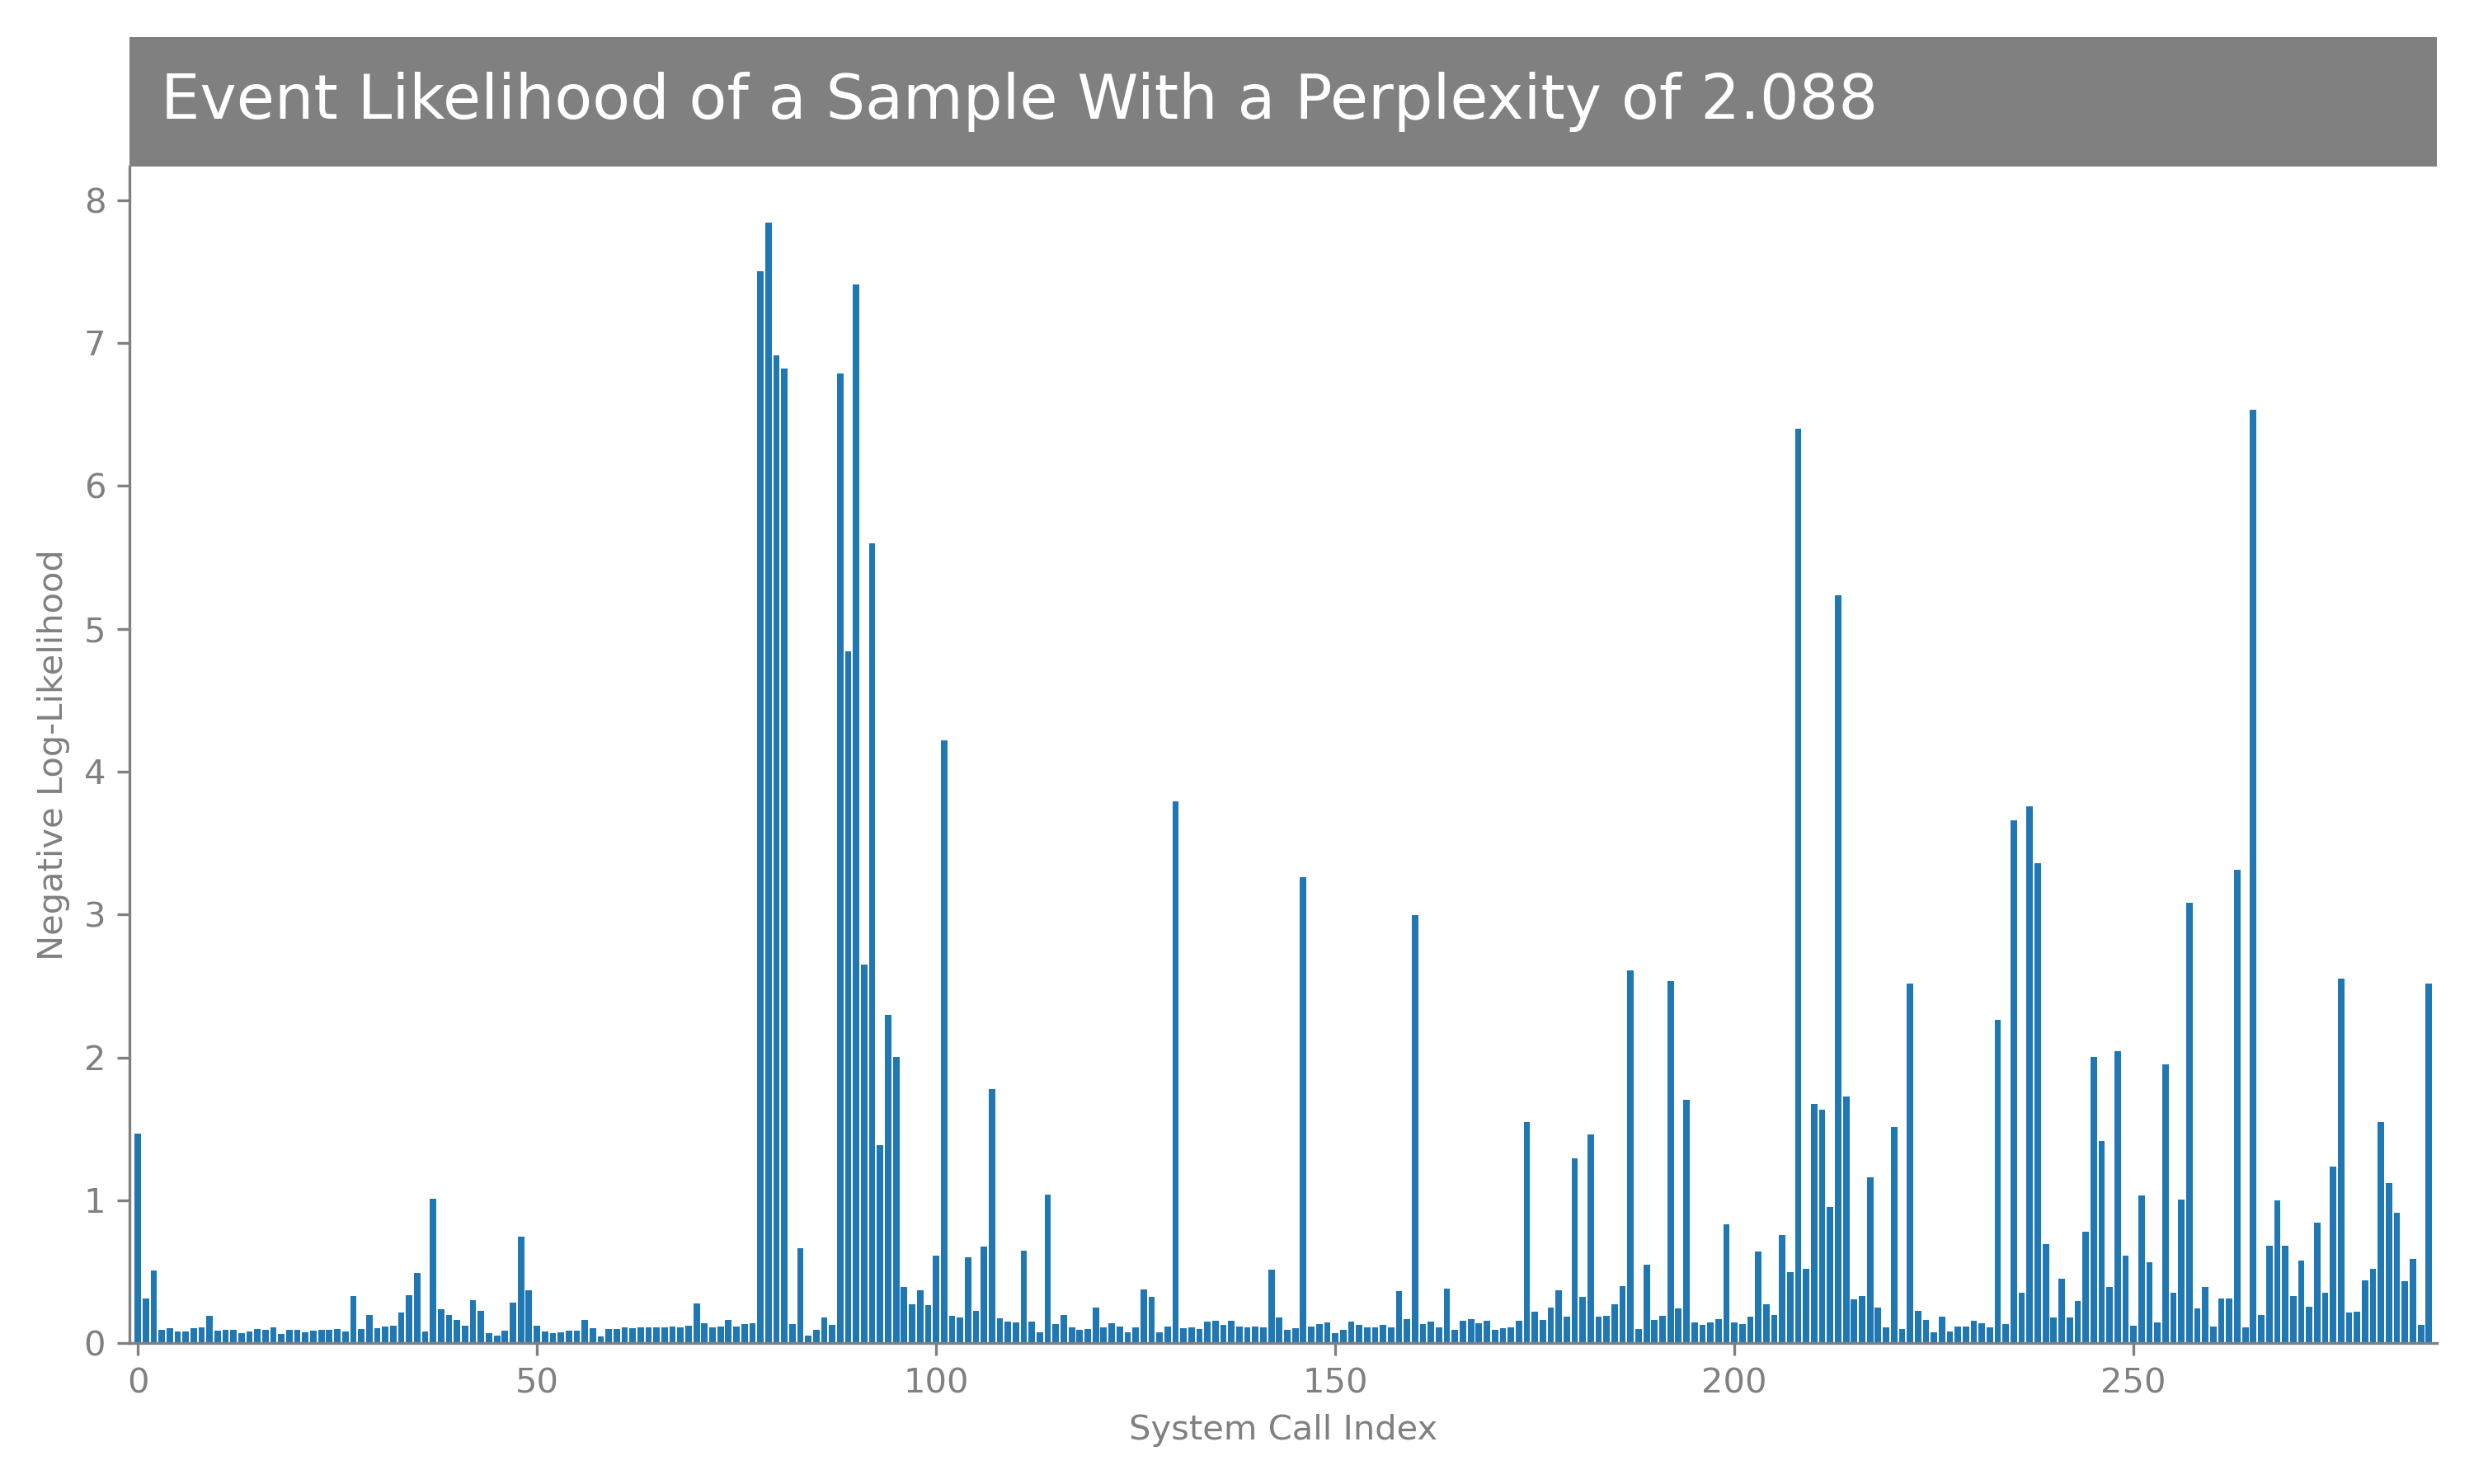 Event Likelihood of a Sample With a Perplexity of 2.088
8
7
6
5
4
3
2
1
0
Negative Log-Likelihood
0 50 100 150 200 250
System Call Index